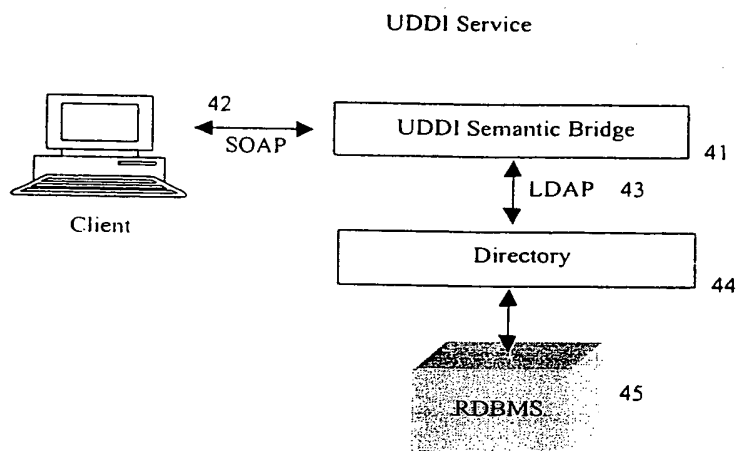 UDDI Service
42
SOAP
UDDI Semantic Bridge
41
LDAP 43
Client
Directory
44
RDBMS
45